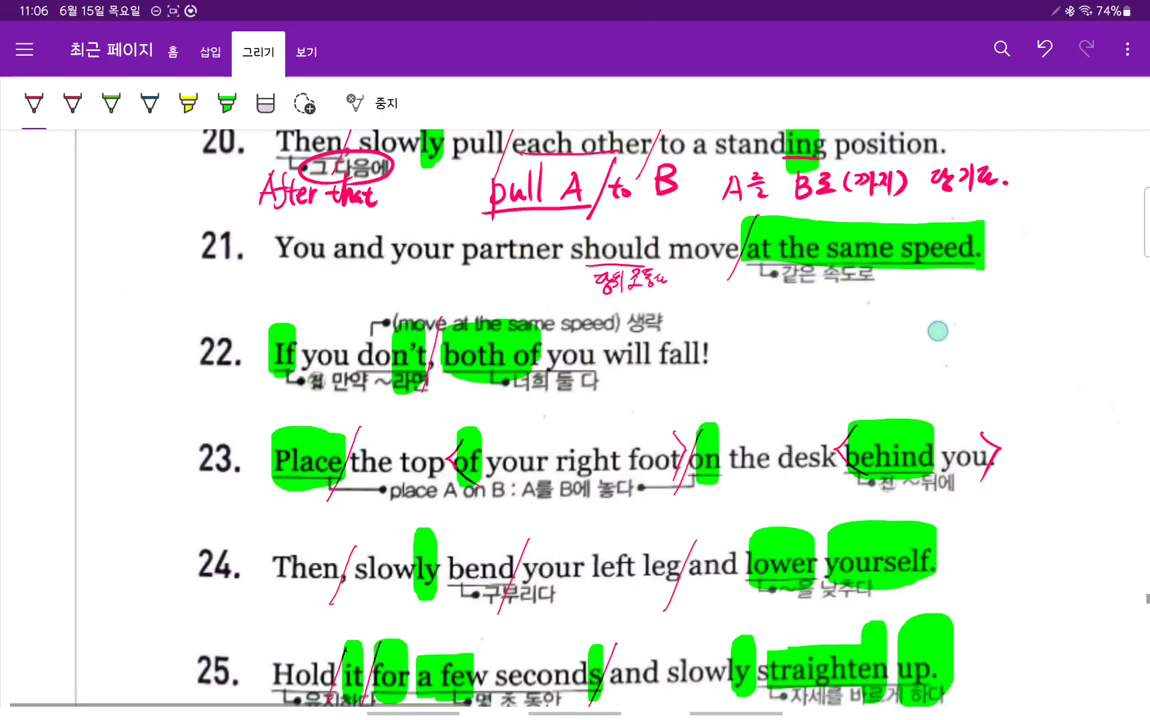 11:06 6월 15일 목요일 74%
최근 페이지 홈 삽입 그리기 보기
중지
20. Then, slowly pull each other to a standing position.
그 다음에
After that pull A / to B A를 B로(까지) 당기다.
21. You and your partner should move at the same speed.
같은 속도로
(move at the same speed) 생략
22. If you don't, both of you will fall!
접 만약 ~라면 너희 둘 다
23. Place the top of your right foot on the desk behind you.
place A on B : A를 B에 놓다 전 ~뒤에
24. Then, slowly bend your left leg and lower yourself.
구부리다 ~을 낮추다
25. Hold it for a few seconds and slowly straighten up.
유지하다 몇 초 동안 자세를 바르게 하다